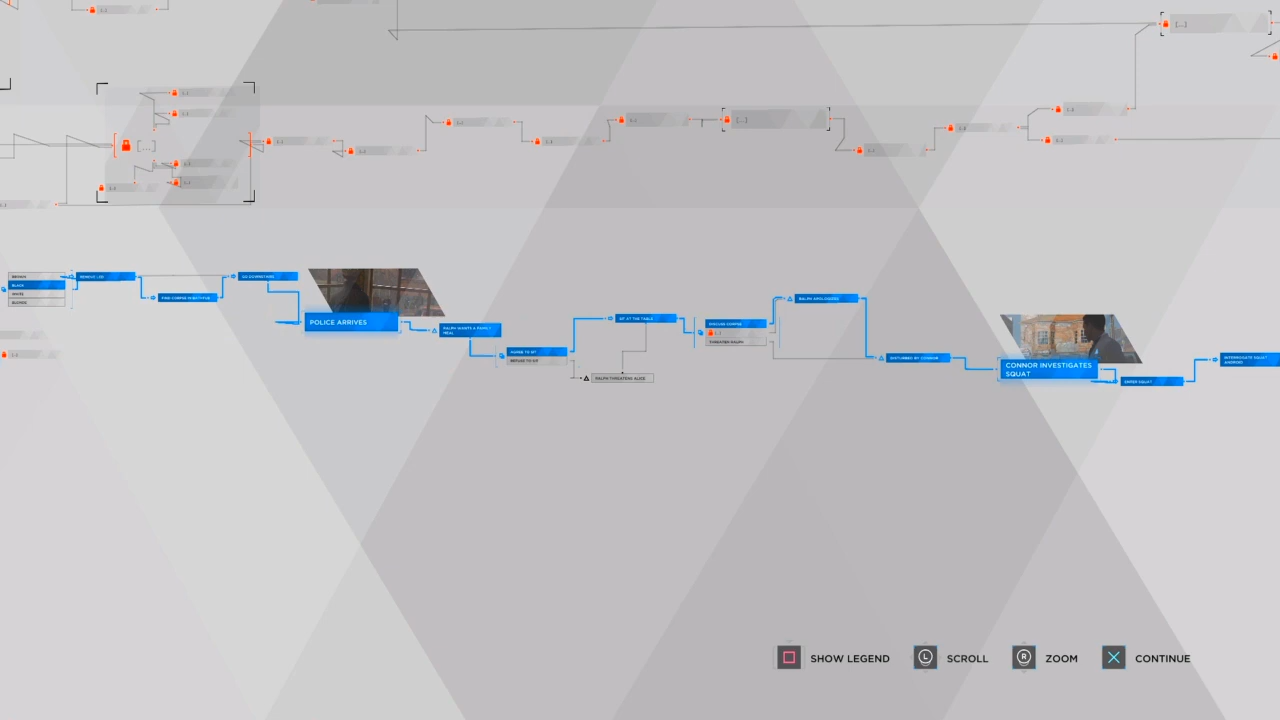 [...]
[...]
[...]
BROWN
BLACK
WHITE
BLONDE
REMOVE LED
FIND CORPSE IN BATHTUB
GO DOWNSTAIRS
POLICE ARRIVES
RALPH WANTS A FAMILY
MEAL
AGREE TO SIT
REFUSE TO SIT
SIT AT THE TABLE
RALPH THREATENS ALICE
DISCUSS CORPSE
THREATEN RALPH
RALPH APOLOGIZES
DISTURBED BY CONNOR
CONNOR INVESTIGATES
SQUAT
ENTER SQUAT
INTERROGATE SQUAT
ANDROID
SHOW LEGEND
L
SCROLL
R
ZOOM
CONTINUE